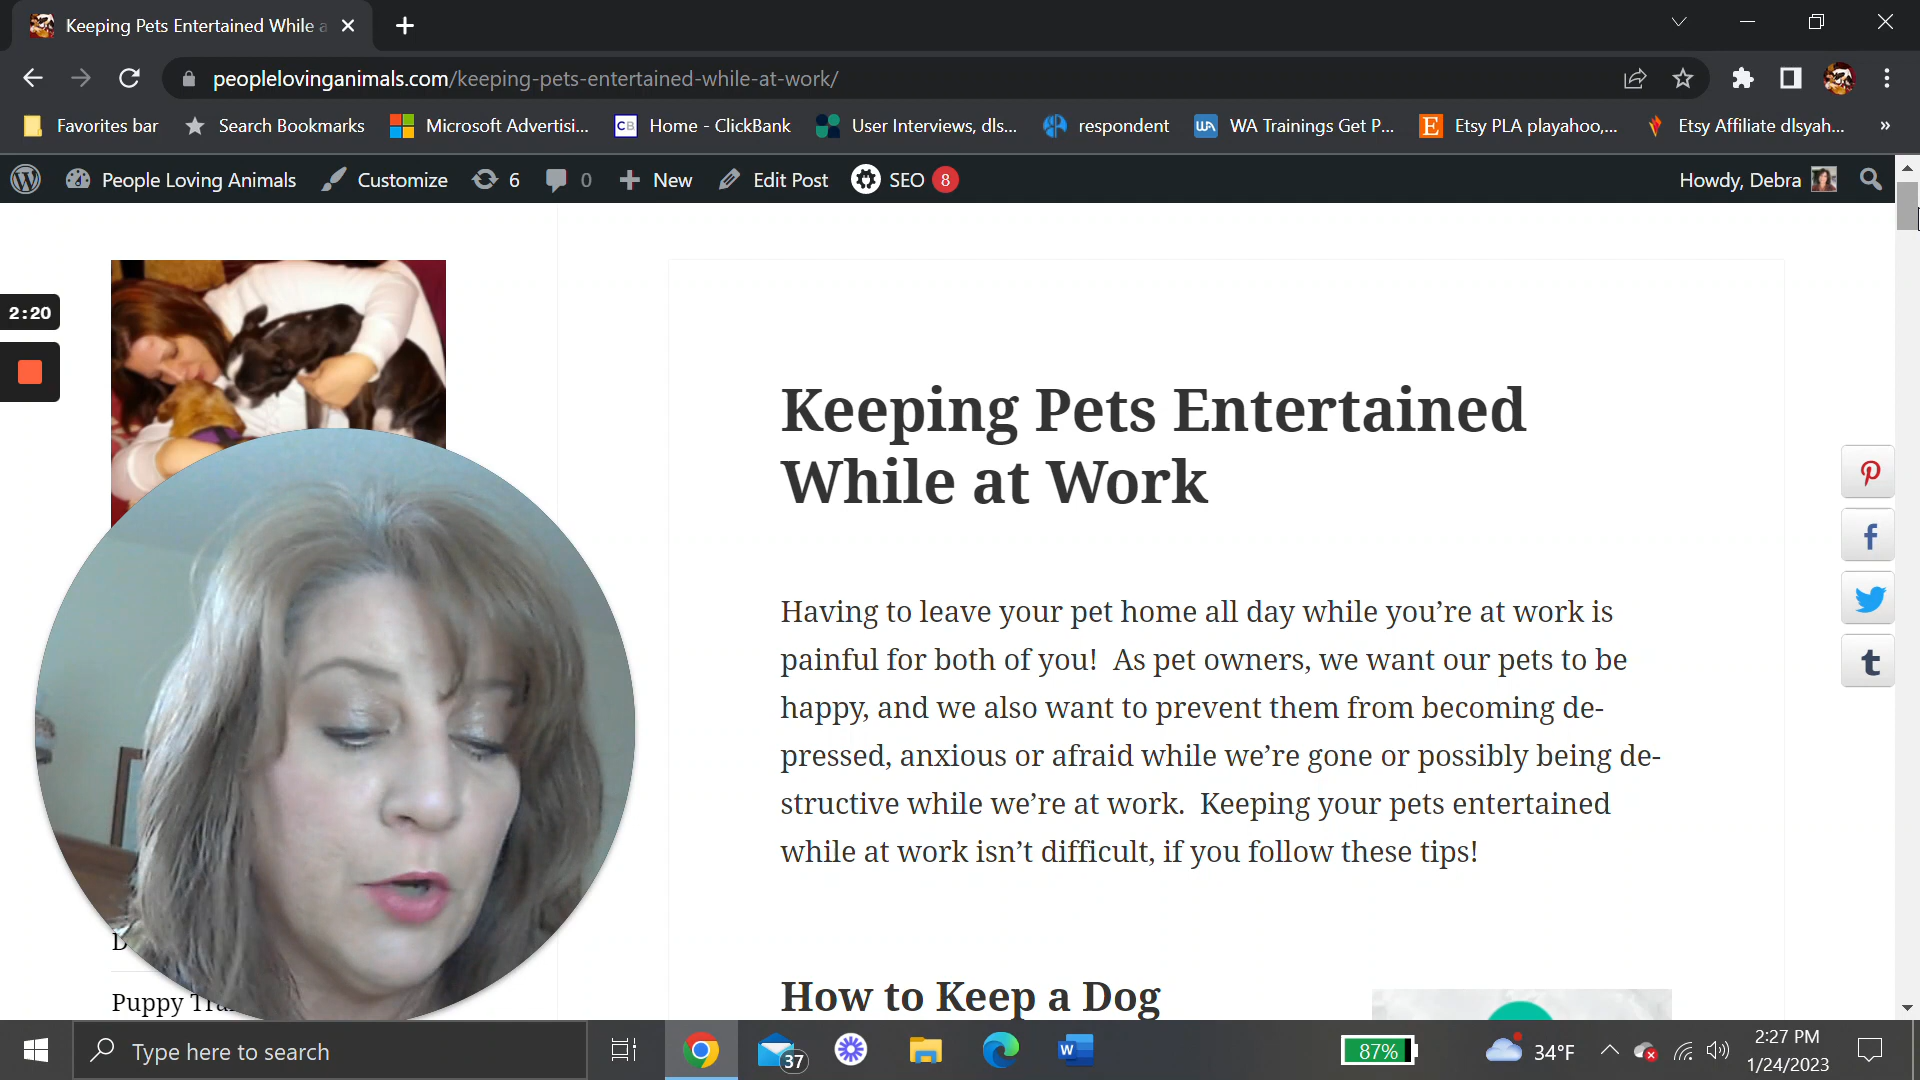 Keeping Pets Entertained While a
peoplelovinganimals.com/keeping-pets-entertained-while-at-work/
Favorites bar
Search Bookmarks
Microsoft Advertisi...
CB
Home - ClickBank
User Interviews, dls...
respondent
WA
WA Trainings Get P...
E
Etsy PLA playahoo,...
Etsy Affiliate dlsyah...
»
People Loving Animals
Customize
6
0
New
Edit Post
SEO
8
Howdy, Debra
2:20
Keeping Pets Entertained
While at Work
Having to leave your pet home all day while you’re at work is
painful for both of you!  As pet owners, we want our pets to be
happy, and we also want to prevent them from becoming de-
pressed, anxious or afraid while we’re gone or possibly being de-
structive while we’re at work.  Keeping your pets entertained
while at work isn’t difficult, if you follow these tips!
How to Keep a Dog
Puppy
Type here to search
37
W
87%
34°F
2:27 PM
1/24/2023